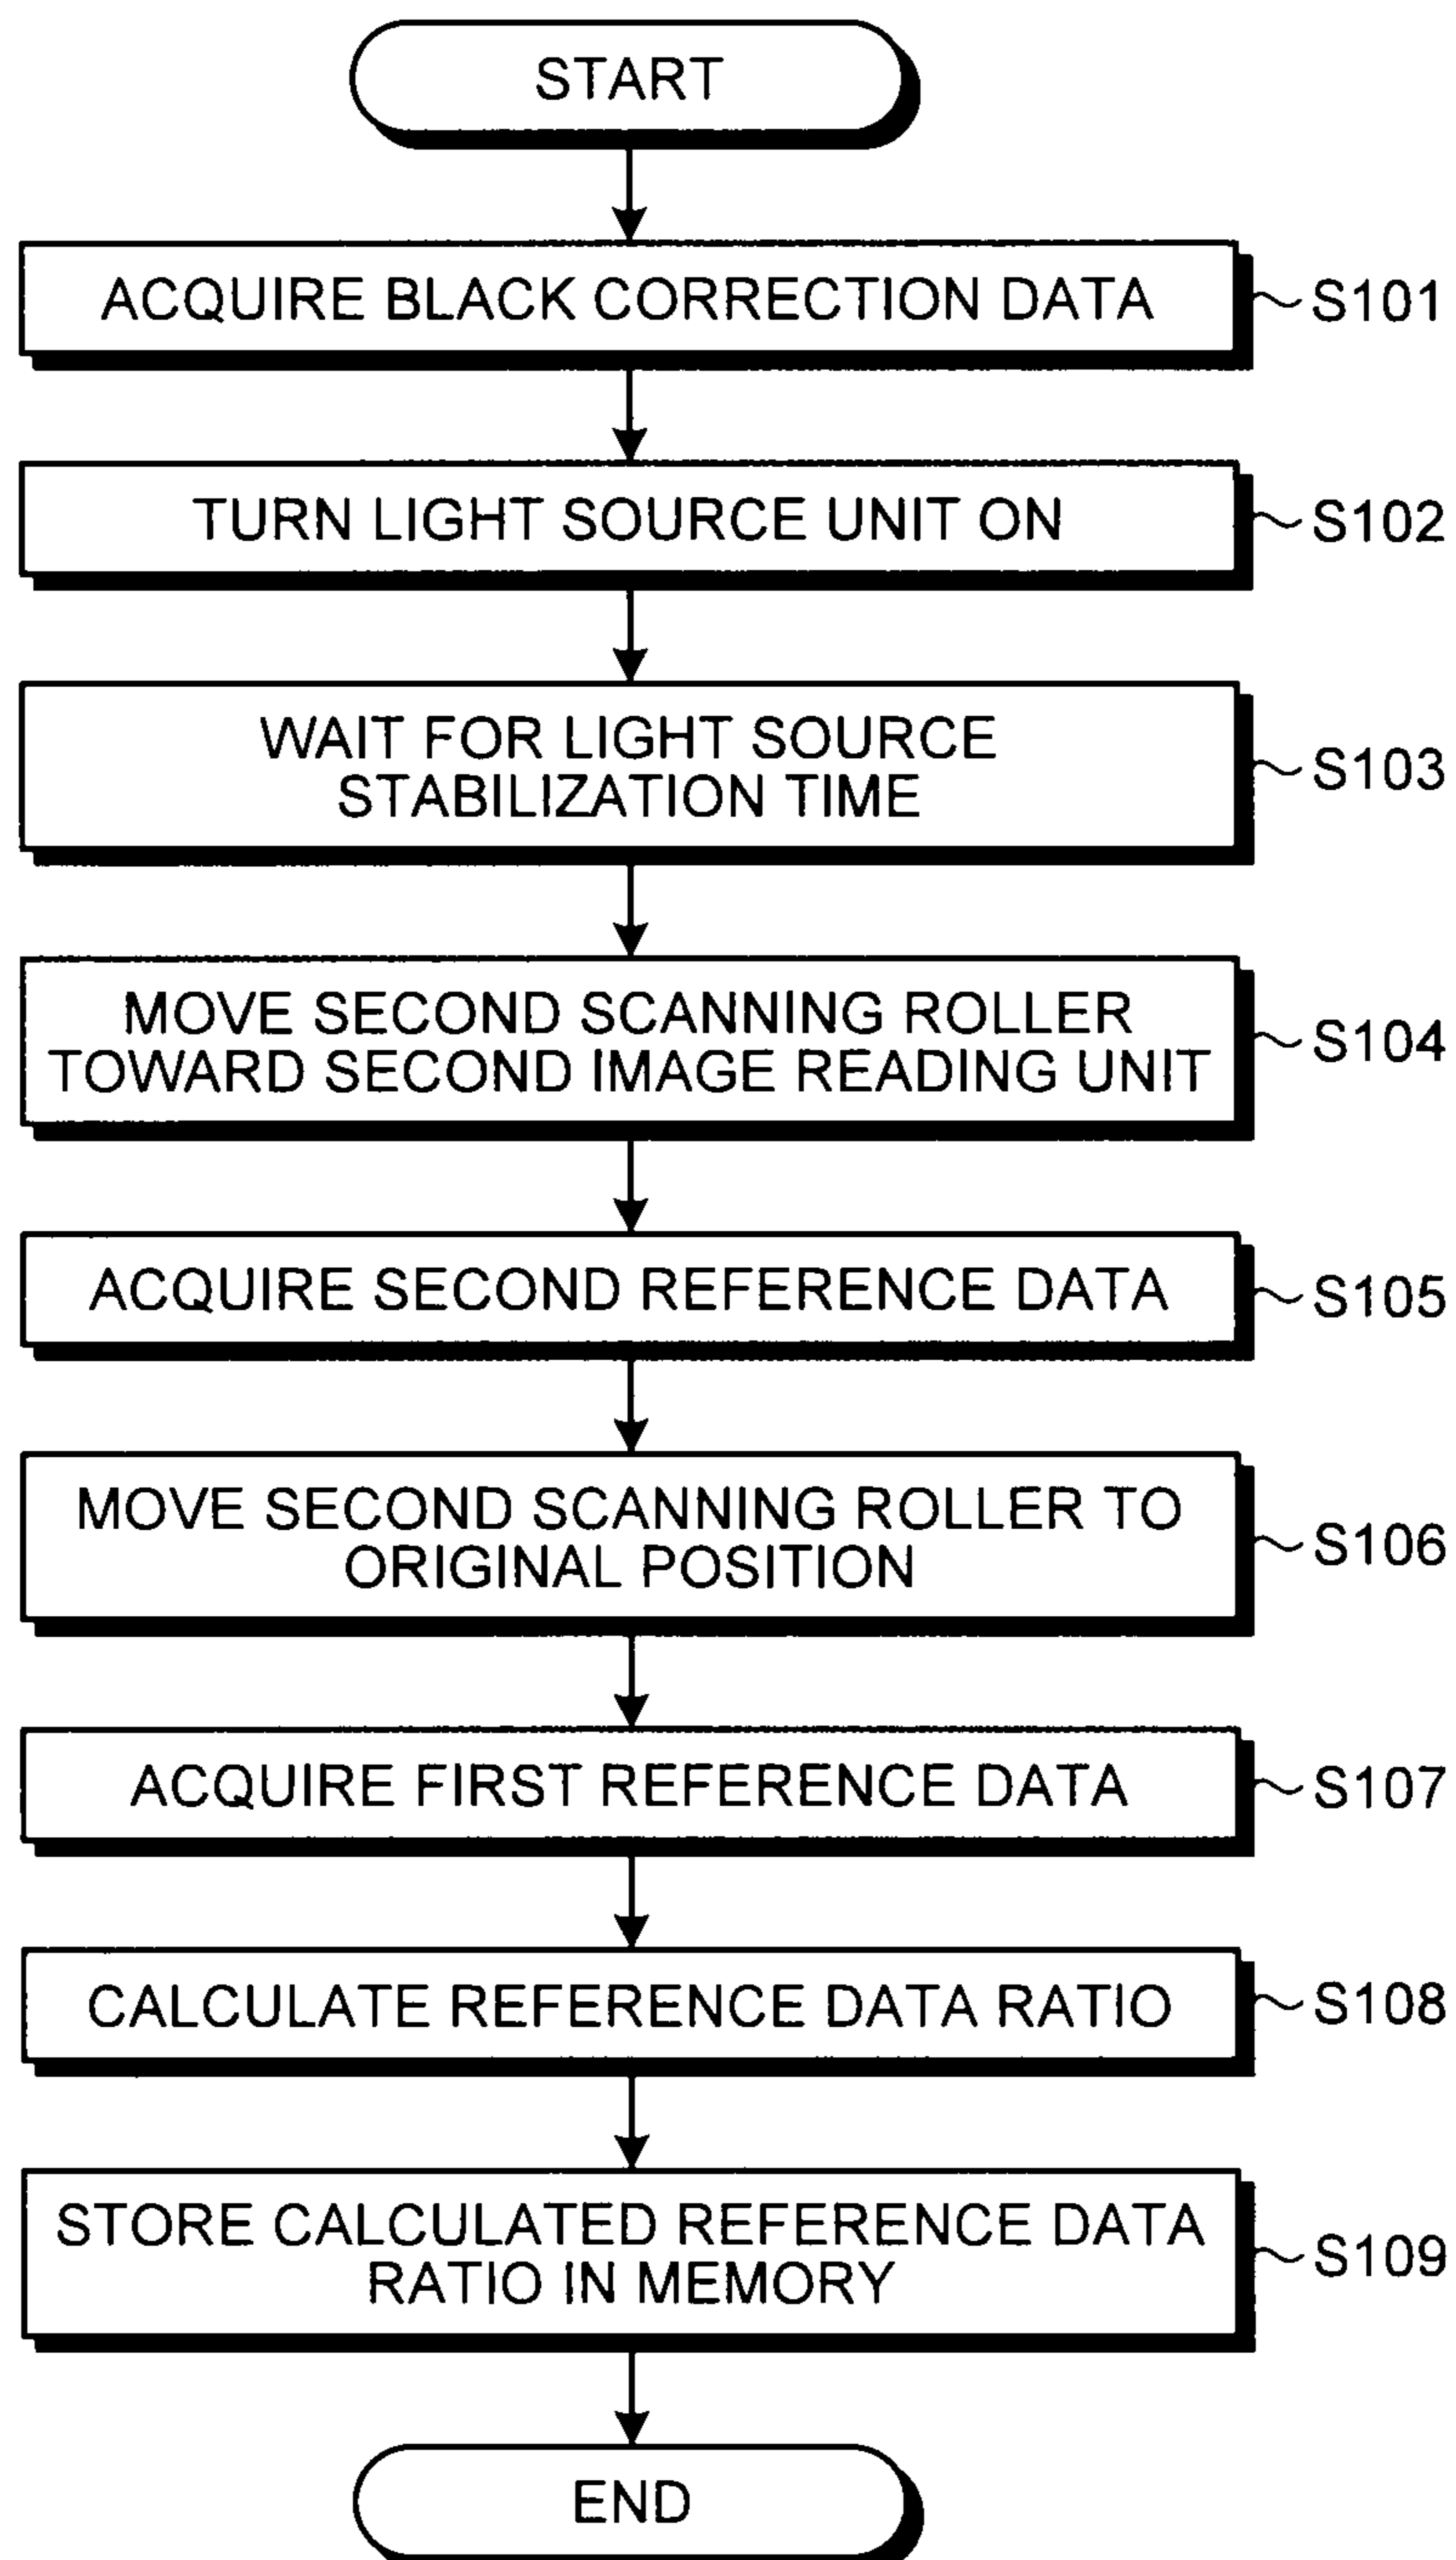 START
ACQUIRE BLACK CORRECTION DATA
S101
TURN LIGHT SOURCE UNIT ON
S102
WAIT FOR LIGHT SOURCE
STABILIZATION TIME
S103
MOVE SECOND SCANNING ROLLER
TOWARD SECOND IMAGE READING UNIT
S104
ACQUIRE SECOND REFERENCE DATA
S105
MOVE SECOND SCANNING ROLLER TO
ORIGINAL POSITION
S106
ACQUIRE FIRST REFERENCE DATA
S107
CALCULATE REFERENCE DATA RATIO
S108
STORE CALCULATED REFERENCE DATA
RATIO IN MEMORY
S109
END